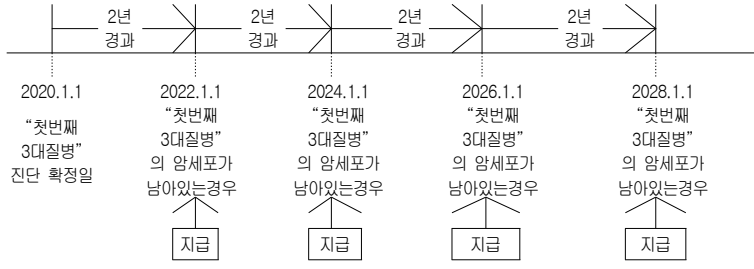 2년
경과
2년
경과
2년
경과
2년
경과
2020.1.1
“첫번째
3대질병”
진단 확정일
2022.1.1
“첫번째
3대질병”
의 암세포가
남아있는경우
2024.1.1
“첫번째
3대질병”
의 암세포가
남아있는경우
2026.1.1
“첫번째
3대질병”
의 암세포가
남아있는경우
2028.1.1
“첫번째
3대질병”
의 암세포가
남아있는경우
지급
지급
지급
지급